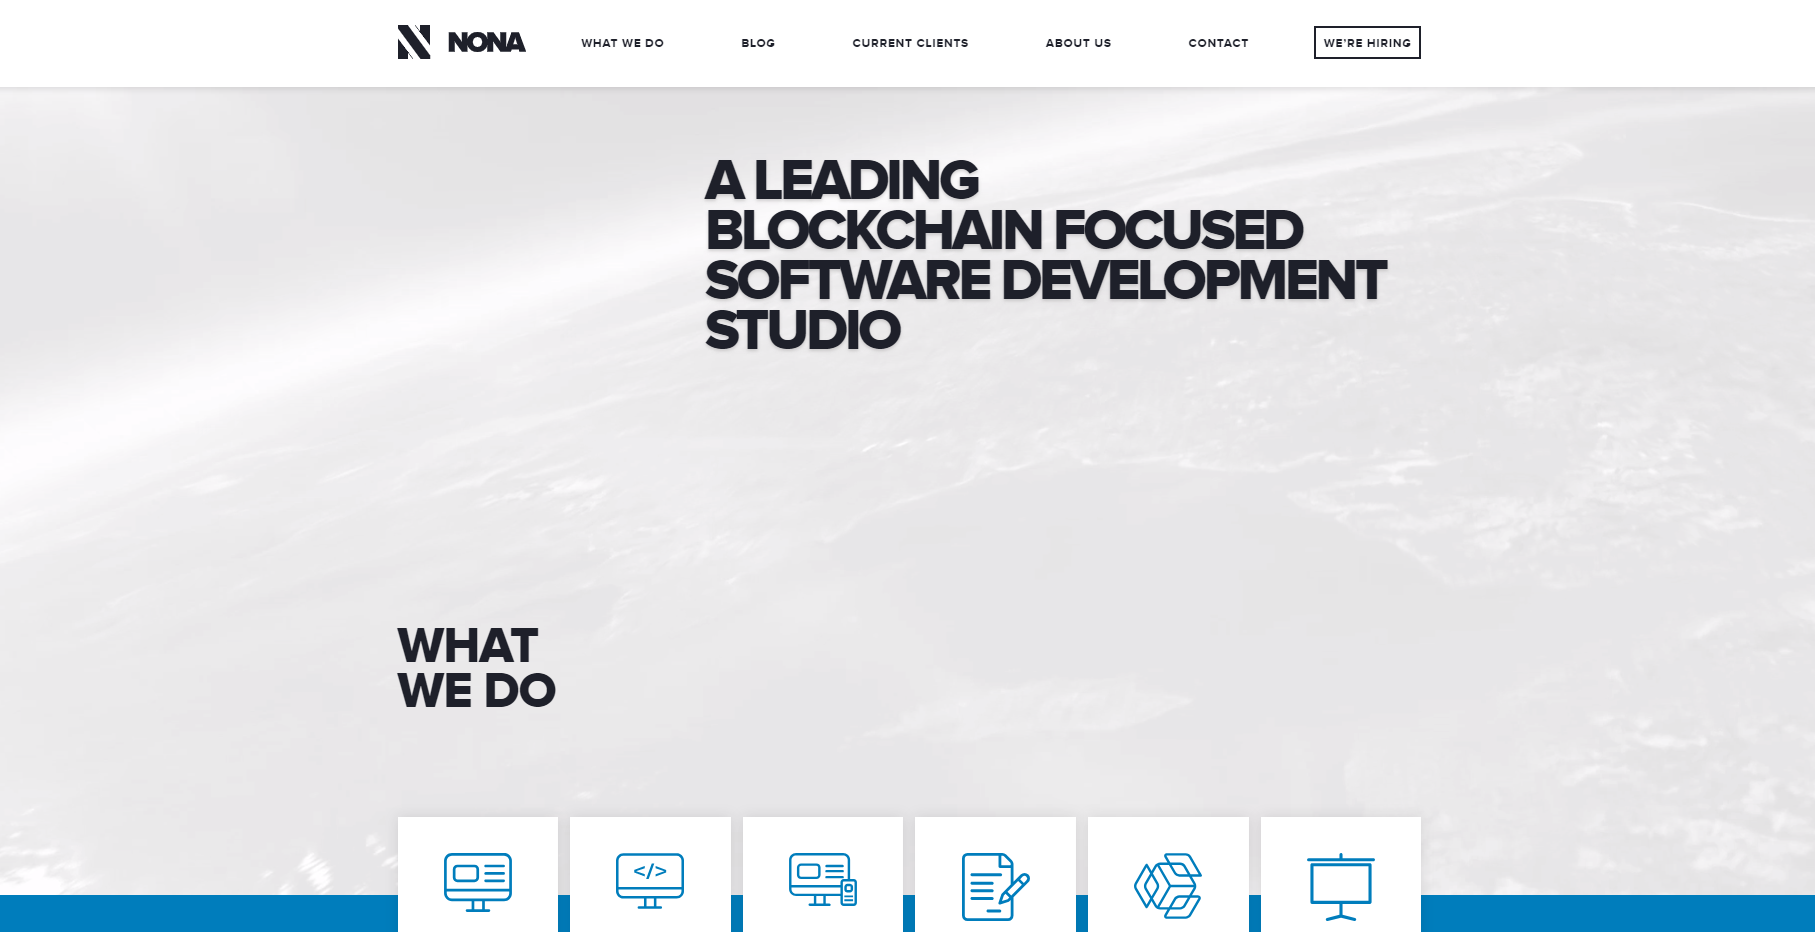 NONA
WHAT WE DO
BLOG
CURRENT CLIENTS
ABOUT US
CONTACT
WE'RE HIRING
A LEADING
BLOCKCHAIN FOCUSED
SOFTWARE DEVELOPMENT
STUDIO
WHAT
WE DO
</>